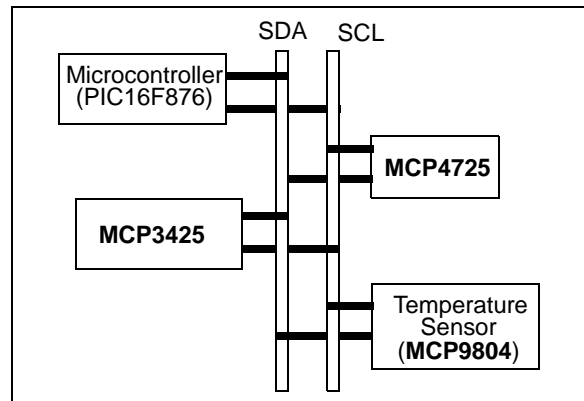 SDA SCL
Microcontroller
(PIC16F876)
MCP4725
MCP3425
Temperature
Sensor
(MCP9804)